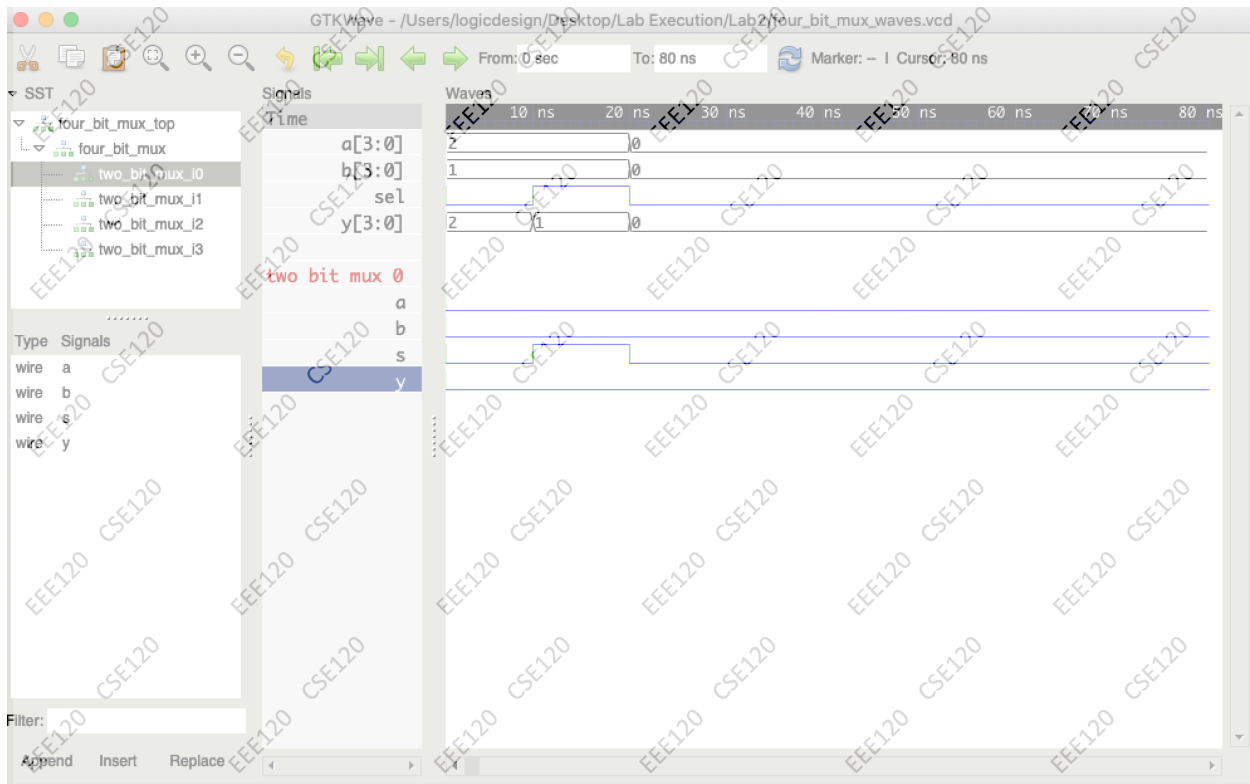 GTKWave - /Users/logicdesign/Desktop/Lab Execution/Lab2/four_bit_mux_waves.vcd
From: 0 sec To: 80 ns Marker: -- | Cursor: 80 ns
SST
four_bit_mux_top
four_bit_mux
two_bit_mux_i0
two_bit_mux_i1
two_bit_mux_i2
two_bit_mux_i3
Type Signals
wire a
wire b
wire s
wire y
Filter:
Append Insert Replace
Signals
Time
a[3:0]
b[3:0]
sel
y[3:0]
two bit mux 0
a
b
s
y
Waves
10 ns 20 ns 30 ns 40 ns 50 ns 60 ns 70 ns 80 ns
2 0
1 0
2 1 0
EEE120
CSE120